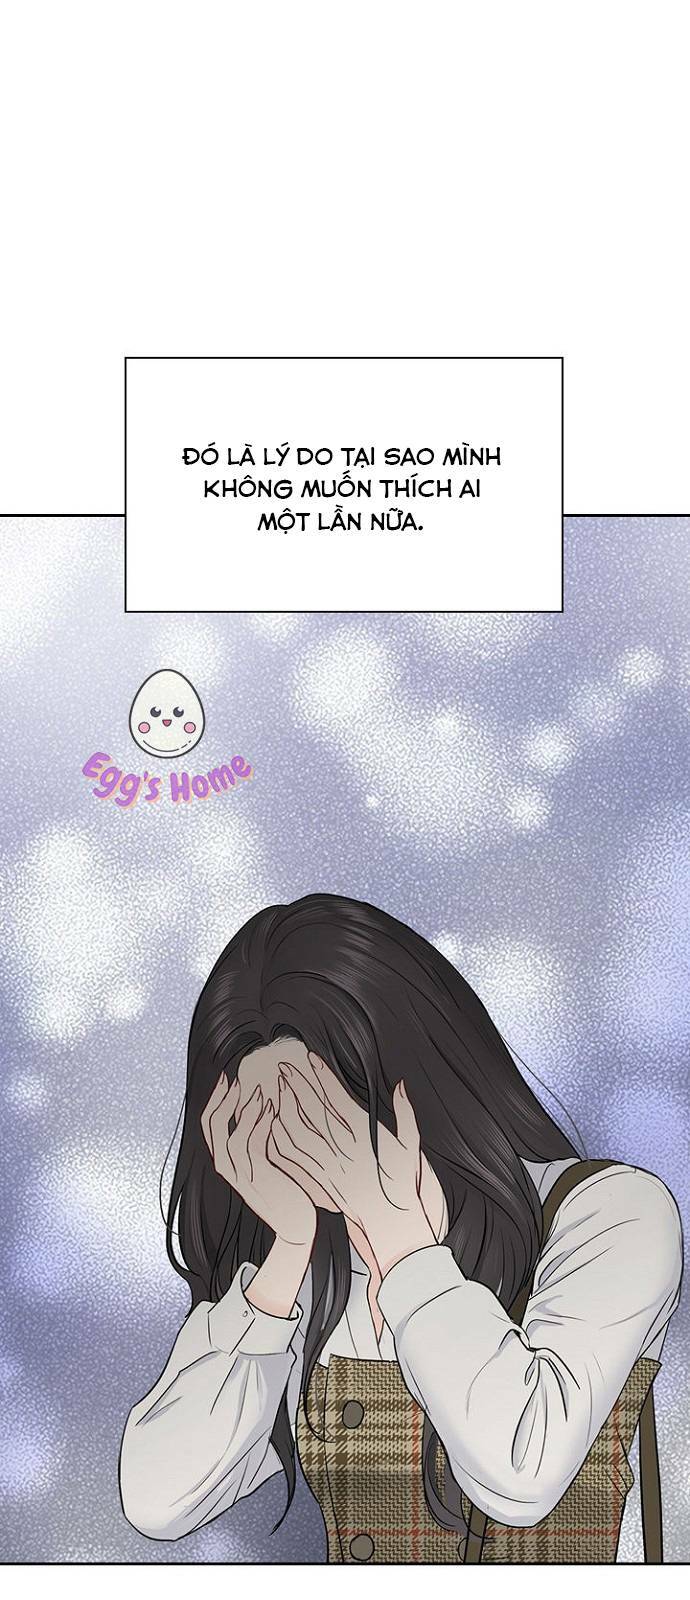 ĐÓ LÀ LÝ DO TẠI SAO MÌNH
KHÔNG MUỐN THÍCH AI
MỘT LẦN NỮA.
Egg's Home